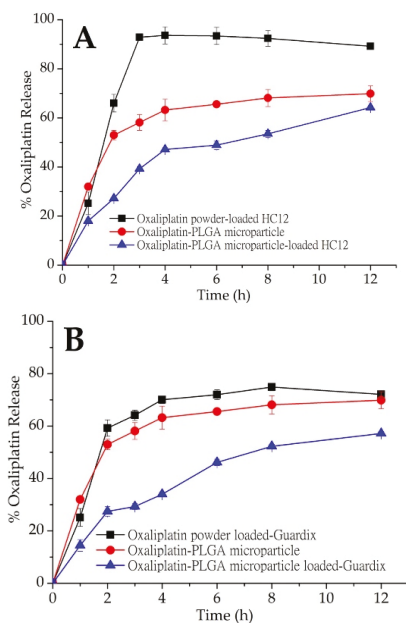 A
% Oxaliplatin Release
100
80
60
40
20
0
Oxaliplatin powder-loaded HC12
Oxaliplatin-PLGA microparticle
Oxaliplatin-PLGA microparticle-loaded HC12
0 2 4 6 8 10 12
Time (h)
B
% Oxaliplatin Release
100
80
60
40
20
0
Oxaliplatin powder loaded-Guardix
Oxaliplatin-PLGA microparticle
Oxaliplatin-PLGA microparticle loaded-Guardix
0 2 4 6 8 10 12
Time (h)